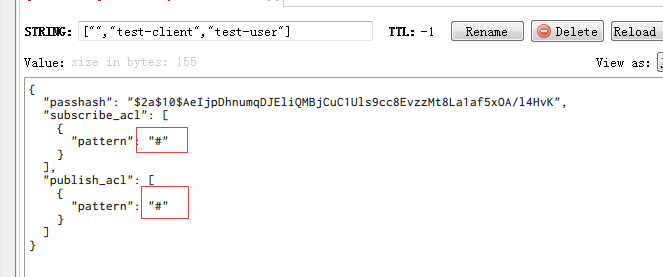 STRING: ["","test-client","test-user"] TTL: -1 Rename Delete Reload
Value: size in bytes: 155 View as:
{
"passhash": "$2a$10$AeIjpDhnumqDJEliQMBjCuC1Uls9cc8EvzzMt8La1af5xOA/l4HvK",
"subscribe_acl": [
{
"pattern": "#"
}
],
"publish_acl": [
{
"pattern": "#"
}
]
}